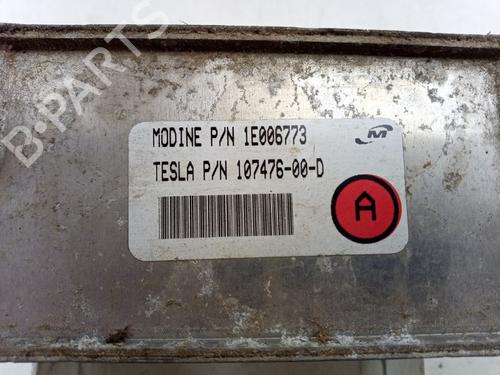 B-PARTS
MODINE P/N 1E006773
TESLA P/N 107476-00-D
A